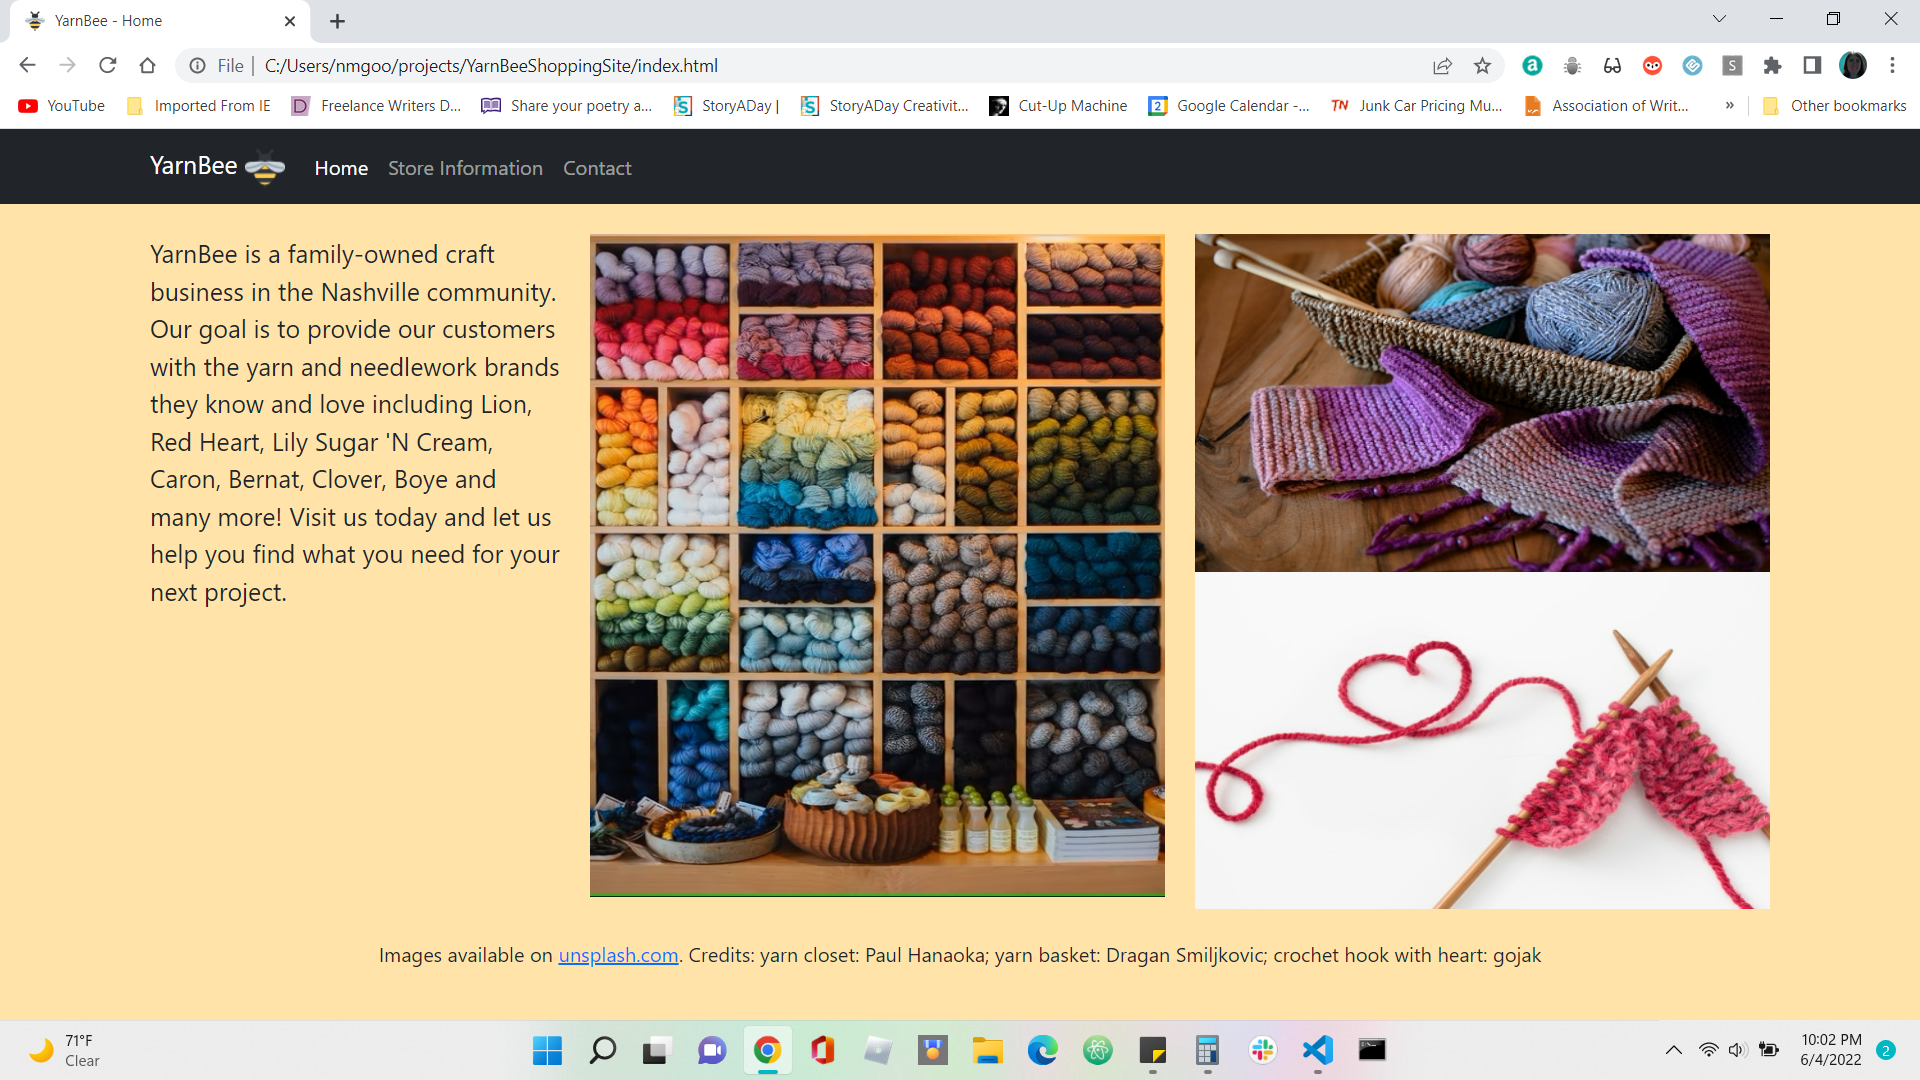 YarnBee - Home
File | C:/Users/nmgoo/projects/YarnBeeShoppingSite/index.html
YouTube Imported From IE Freelance Writers D... Share your poetry a... StoryADay | StoryADay Creativit... Cut-Up Machine Google Calendar -... Junk Car Pricing Mu... Association of Writ... » Other bookmarks
YarnBee Home Store Information Contact
YarnBee is a family-owned craft
business in the Nashville community.
Our goal is to provide our customers
with the yarn and needlework brands
they know and love including Lion,
Red Heart, Lily Sugar 'N Cream,
Caron, Bernat, Clover, Boye and
many more! Visit us today and let us
help you find what you need for your
next project.
Images available on unsplash.com. Credits: yarn closet: Paul Hanaoka; yarn basket: Dragan Smiljkovic; crochet hook with heart: gojak
71°F
Clear
10:02 PM
6/4/2022
2